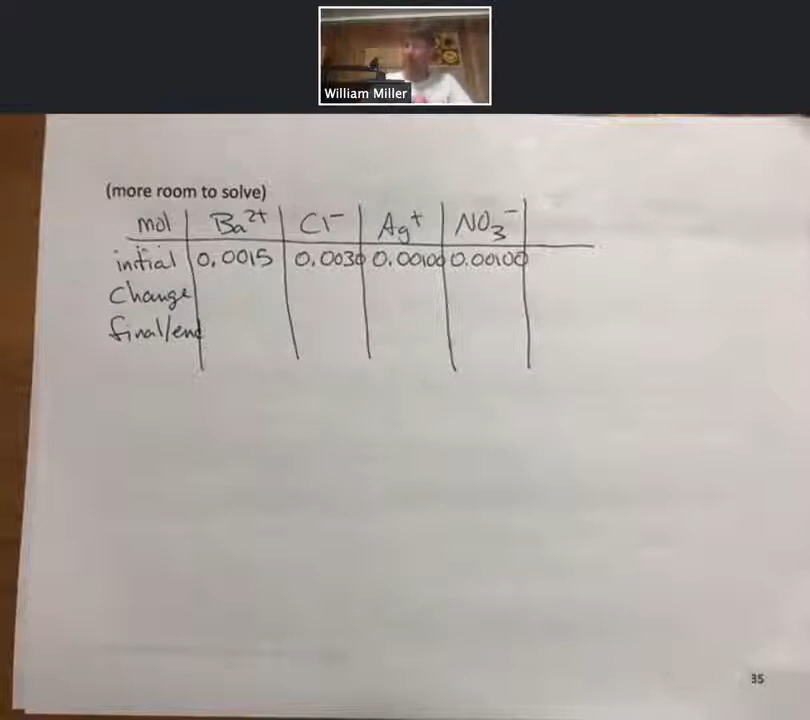 William Miller
(more room to solve)
mol Ba²⁺ Cl⁻ Ag⁺ NO₃⁻
initial 0.0015 0.0030 0.00100 0.00100
Change
final/end
35